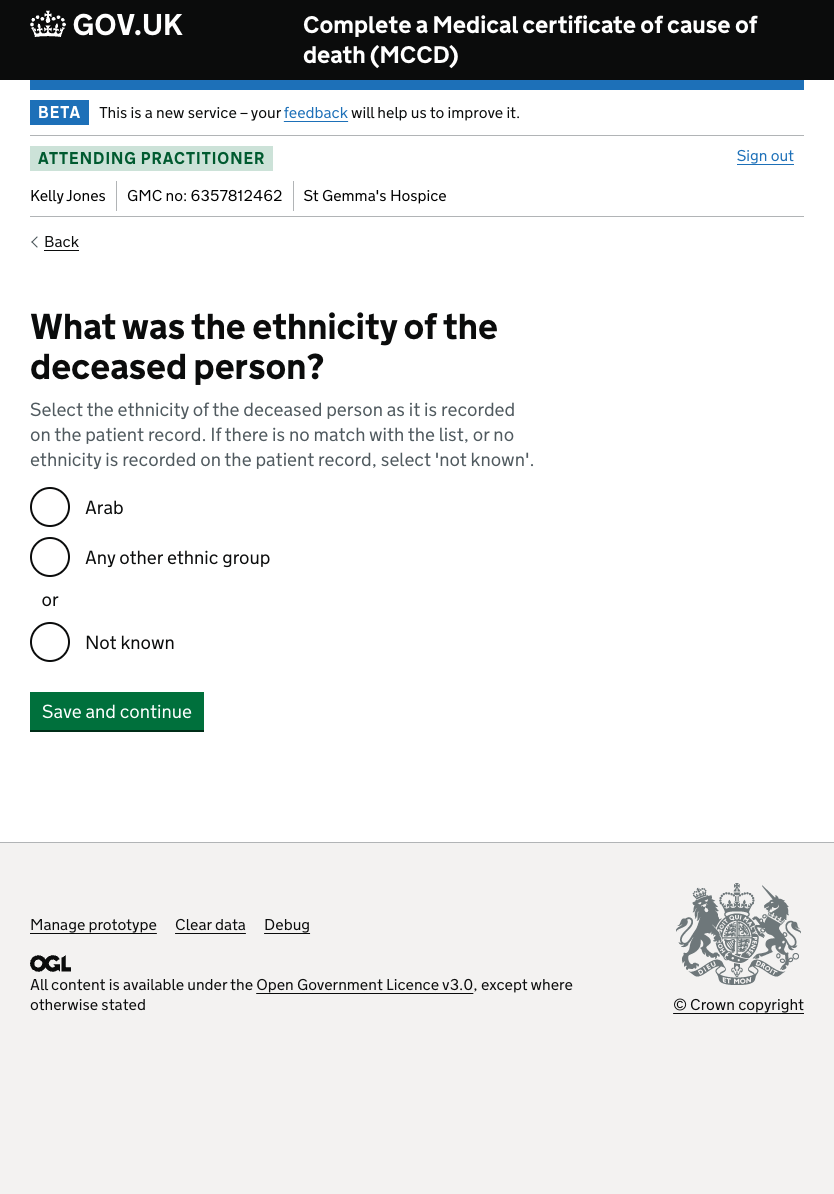 GOV.UK
Complete a Medical certificate of cause of
death (MCCD)
BETA This is a new service – your feedback will help us to improve it.
ATTENDING PRACTITIONER
Sign out
Kelly Jones GMC no: 6357812462 St Gemma's Hospice
Back
What was the ethnicity of the
deceased person?
Select the ethnicity of the deceased person as it is recorded
on the patient record. If there is no match with the list, or no
ethnicity is recorded on the patient record, select 'not known'.
Arab
Any other ethnic group
or
Not known
Save and continue
Manage prototype Clear data Debug
OGL
All content is available under the Open Government Licence v3.0, except where
otherwise stated
DIEU ET MON DROIT
© Crown copyright